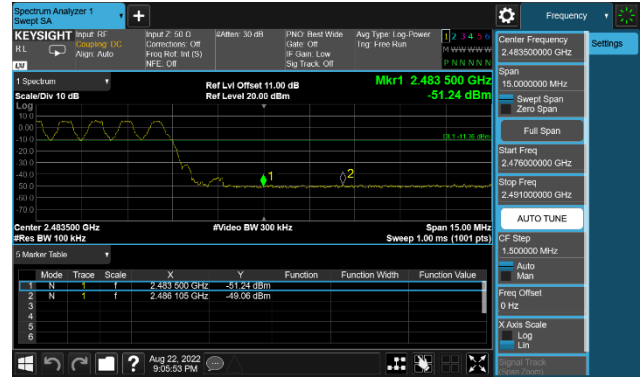 Spectrum Analyzer 1
Swept SA
Frequency
KEYSIGHT
RL
LXI
Input: RF
Coupling: DC
Align: Auto
Input Z: 50 Ω
Corrections: Off
Freq Ref: Int (S)
NFE: Off
#Atten: 30 dB
PNO: Best Wide
Gate: Off
IF Gain: Low
Sig Track: Off
Avg Type: Log-Power
Trig: Free Run
1 2 3 4 5 6
M W W W W W
P N N N N N
1 Spectrum
Scale/Div 10 dB
Ref Lvl Offset 11.00 dB
Ref Level 20.00 dBm
Mkr1 2.483 500 GHz
-51.24 dBm
Log
10.0
0.00
-10.0
-20.0
-30.0
-40.0
-50.0
-60.0
-70.0
1
2
Center 2.483500 GHz
#Res BW 100 kHz
#Video BW 300 kHz
Span 15.00 MHz
Sweep 1.00 ms (1001 pts)
5 Marker Table
Mode Trace Scale X Y Function Function Width Function Value
1 N 1 f 2.483 500 GHz -51.24 dBm
2 N 1 f 2.486 105 GHz -49.06 dBm
3
4
5
6
Aug 22, 2022
9:05:53 PM
Center Frequency
2.483500000 GHz
Settings
Span
15.0000000 MHz
Swept Span
Zero Span
Full Span
Start Freq
2.476000000 GHz
Stop Freq
2.491000000 GHz
AUTO TUNE
CF Step
1.500000 MHz
Auto
Man
Freq Offset
0 Hz
X Axis Scale
Log
Lin
Signal Track
(Span Zoom)